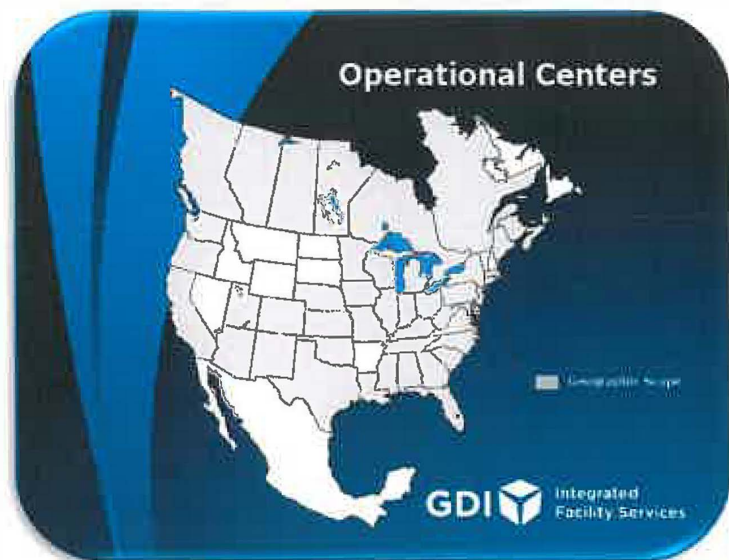 Operational Centers
Geographic Scope
GDI Integrated
Facility Services